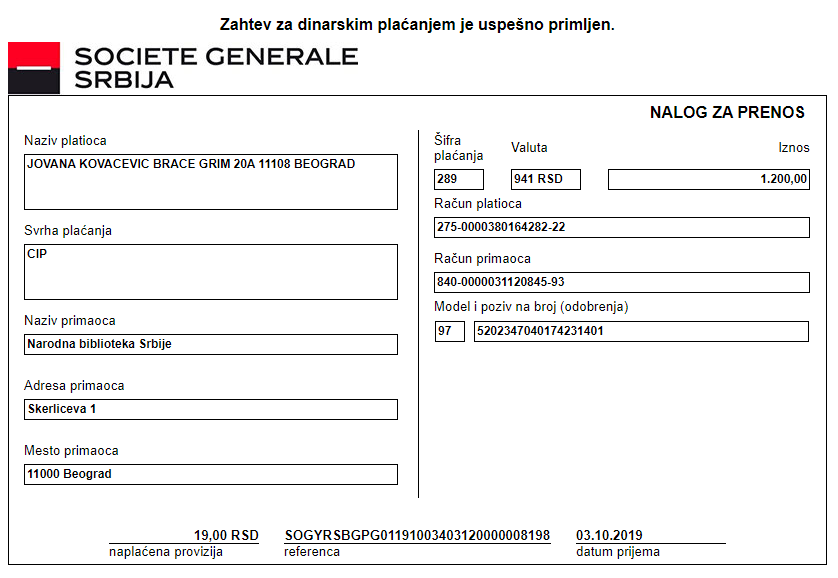 Zahtev za dinarskim plaćanjem je uspešno primljen.
SOCIETE GENERALE
SRBIJA
NALOG ZA PRENOS
Naziv platioca
JOVANA KOVACEVIC BRACE GRIM 20A 11108 BEOGRAD
Svrha plaćanja
CIP
Naziv primaoca
Narodna biblioteka Srbije
Adresa primaoca
Skerliceva 1
Mesto primaoca
11000 Beograd
Šifra
plaćanja
Valuta
Iznos
289
941 RSD
1.200,00
Račun platioca
275-0000380164282-22
Račun primaoca
840-0000031120845-93
Model i poziv na broj (odobrenja)
97
5202347040174231401
19,00 RSD
SOGYRSBGPG01191003403120000008198
03.10.2019
naplaćena provizija
referenca
datum prijema